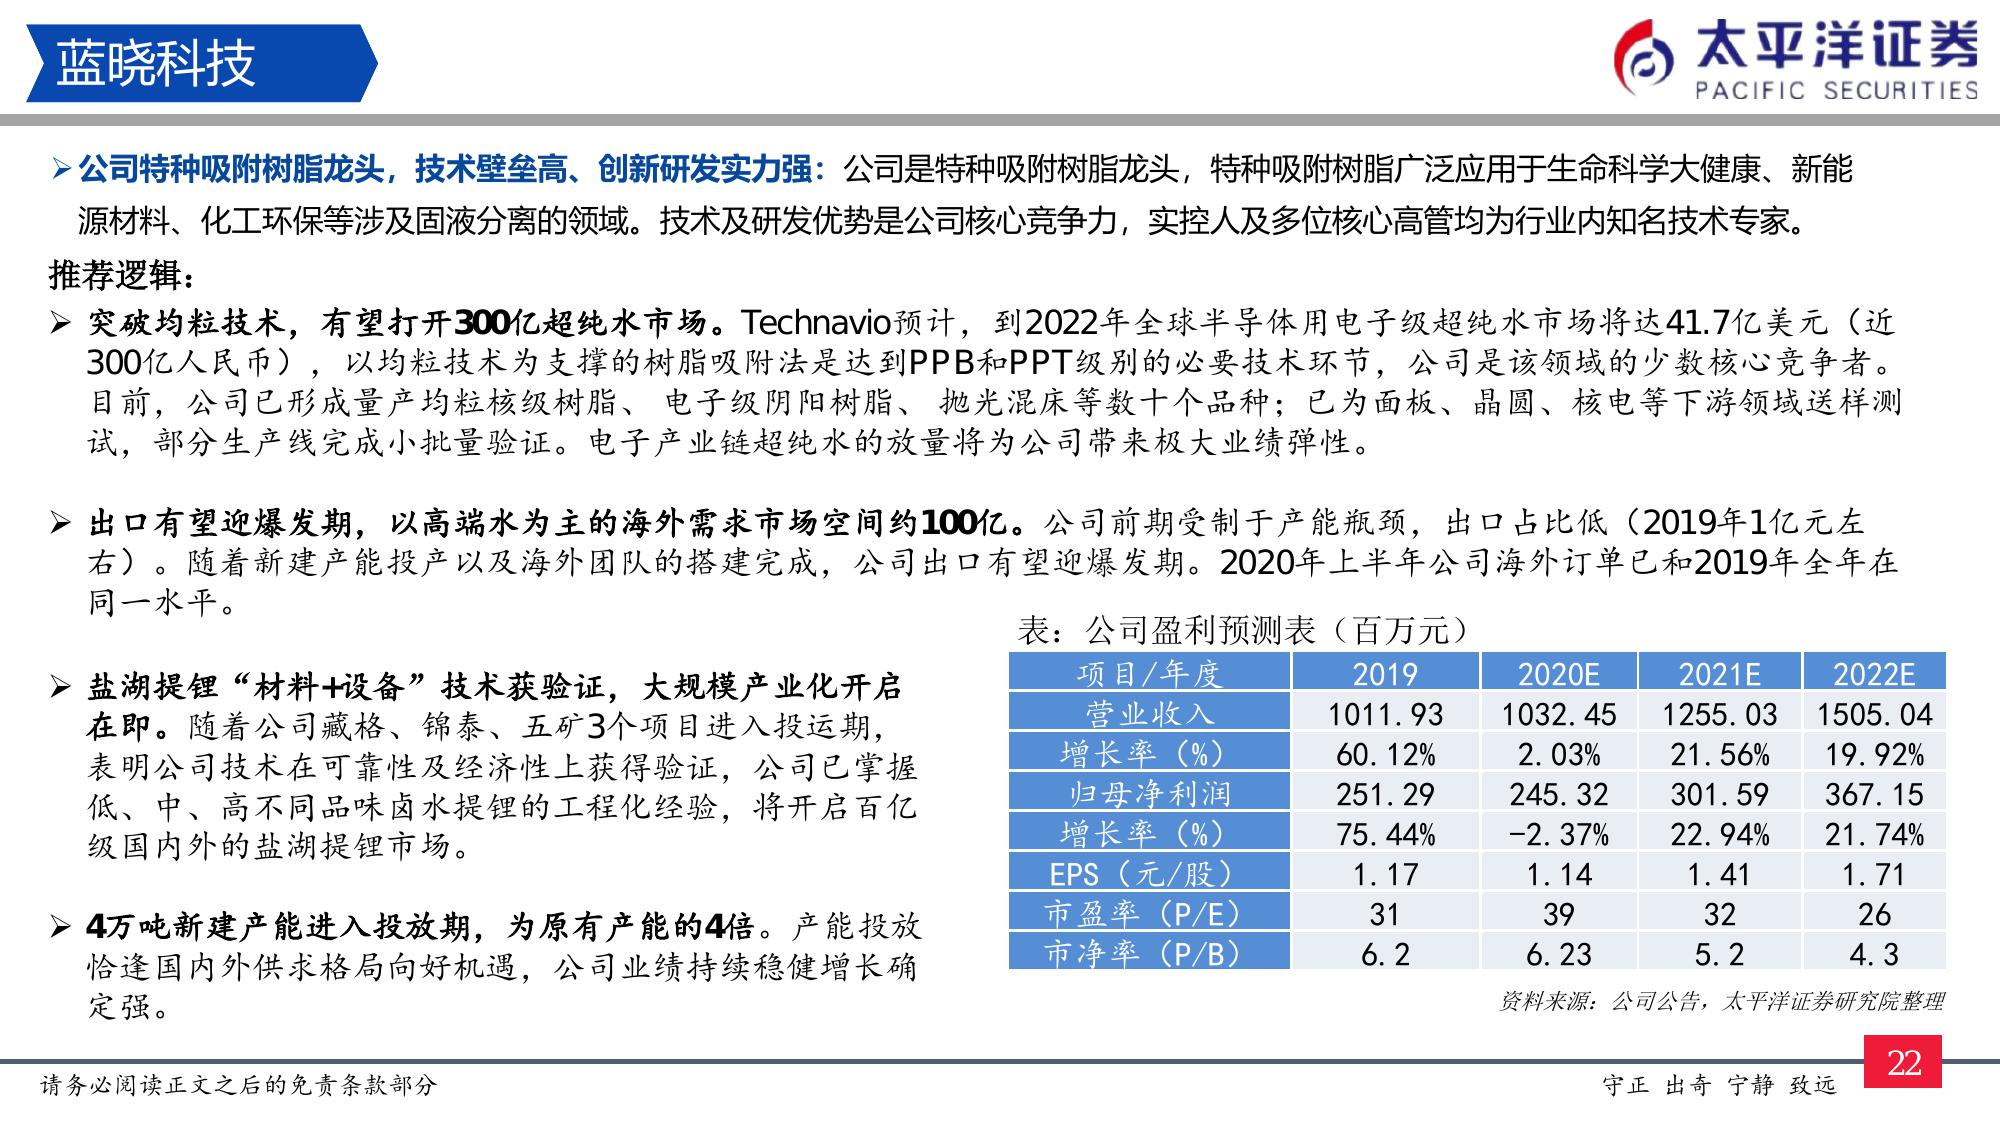 蓝晓科技
太平洋证券
PACIFIC SECURITIES
➢公司特种吸附树脂龙头，技术壁垒高、创新研发实力强：公司是特种吸附树脂龙头，特种吸附树脂广泛应用于生命科学大健康、新能
源材料、化工环保等涉及固液分离的领域。技术及研发优势是公司核心竞争力，实控人及多位核心高管均为行业内知名技术专家。
推荐逻辑：
➢ 突破均粒技术，有望打开300亿超纯水市场。Technavio预计，到2022年全球半导体用电子级超纯水市场将达41.7亿美元（近
300亿人民币），以均粒技术为支撑的树脂吸附法是达到PPB和PPT级别的必要技术环节，公司是该领域的少数核心竞争者。
目前，公司已形成量产均粒核级树脂、 电子级阴阳树脂、 抛光混床等数十个品种；已为面板、晶圆、核电等下游领域送样测
试，部分生产线完成小批量验证。电子产业链超纯水的放量将为公司带来极大业绩弹性。
➢ 出口有望迎爆发期，以高端水为主的海外需求市场空间约100亿。公司前期受制于产能瓶颈，出口占比低（2019年1亿元左
右）。随着新建产能投产以及海外团队的搭建完成，公司出口有望迎爆发期。2020年上半年公司海外订单已和2019年全年在
同一水平。
➢ 盐湖提锂“材料+设备”技术获验证，大规模产业化开启
在即。随着公司藏格、锦泰、五矿3个项目进入投运期，
表明公司技术在可靠性及经济性上获得验证，公司已掌握
低、中、高不同品味卤水提锂的工程化经验，将开启百亿
级国内外的盐湖提锂市场。
➢ 4万吨新建产能进入投放期，为原有产能的4倍。产能投放
恰逢国内外供求格局向好机遇，公司业绩持续稳健增长确
定强。
表：公司盈利预测表（百万元）
项目/年度 2019 2020E 2021E 2022E
营业收入 1011.93 1032.45 1255.03 1505.04
增长率（%） 60.12% 2.03% 21.56% 19.92%
归母净利润 251.29 245.32 301.59 367.15
增长率（%） 75.44% -2.37% 22.94% 21.74%
EPS（元/股） 1.17 1.14 1.41 1.71
市盈率（P/E） 31 39 32 26
市净率（P/B） 6.2 6.23 5.2 4.3
资料来源：公司公告，太平洋证券研究院整理
请务必阅读正文之后的免责条款部分
守正 出奇 宁静 致远
22